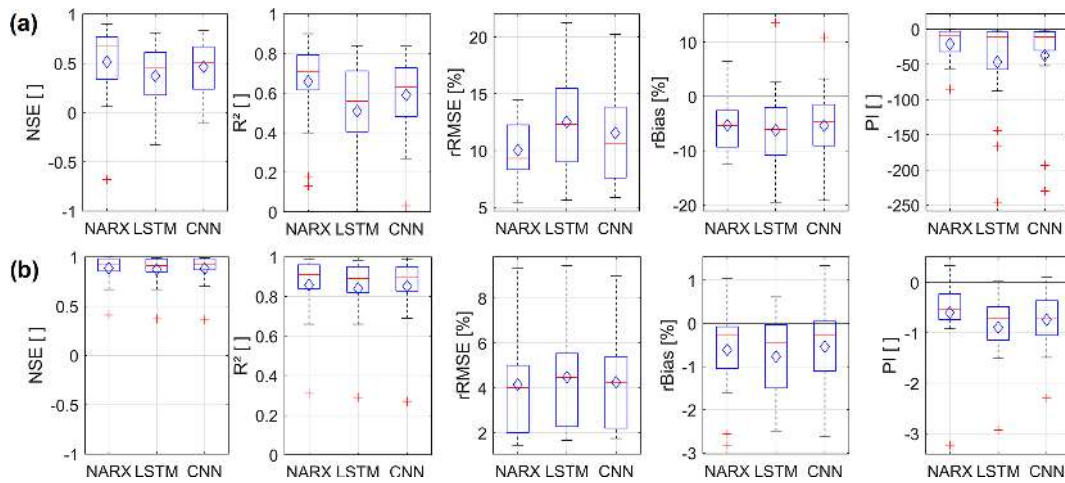 (a)
NSE [ ]
1
0.5
0
0.5
1
NARX LSTM CNN
R² [ ]
1
0.8
0.6
0.4
0.2
0
NARX LSTM CNN
rRMSE [%]
20
15
10
5
NARX LSTM CNN
rBias [%]
10
0
-10
-20
NARX LSTM CNN
PI [ ]
0
-50
-100
-150
-200
-250
NARX LSTM CNN
(b)
NSE [ ]
1
0.5
0
-0.5
-1
NARX LSTM CNN
R² [ ]
1
0.8
0.6
0.4
0.2
0
NARX LSTM CNN
rRMSE [%]
8
6
4
2
NARX LSTM CNN
rBias [%]
1
0
-1
-2
-3
NARX LSTM CNN
PI [ ]
0
-1
-2
-3
NARX LSTM CNN